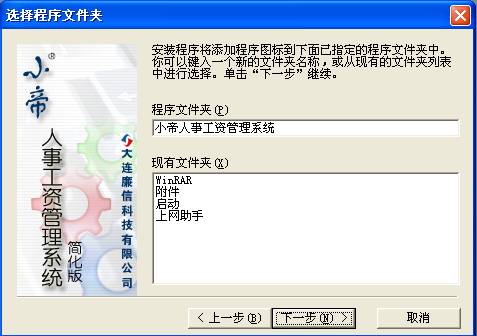 选择程序文件夹
安装程序将添加程序图标到下面已指定的程序文件夹中。
你可以键入一个新的文件夹名称，或从现有的文件夹列表
中进行选择。单击“下一步”继续。
程序文件夹(P)
小帝人事工资管理系统
现有文件夹(X)
WinRAR
附件
启动
上网助手
小帝®
人事工资管理系统
简化版
大连廉信科技有限公司
< 上一步(B)
下一步(N) >
取消